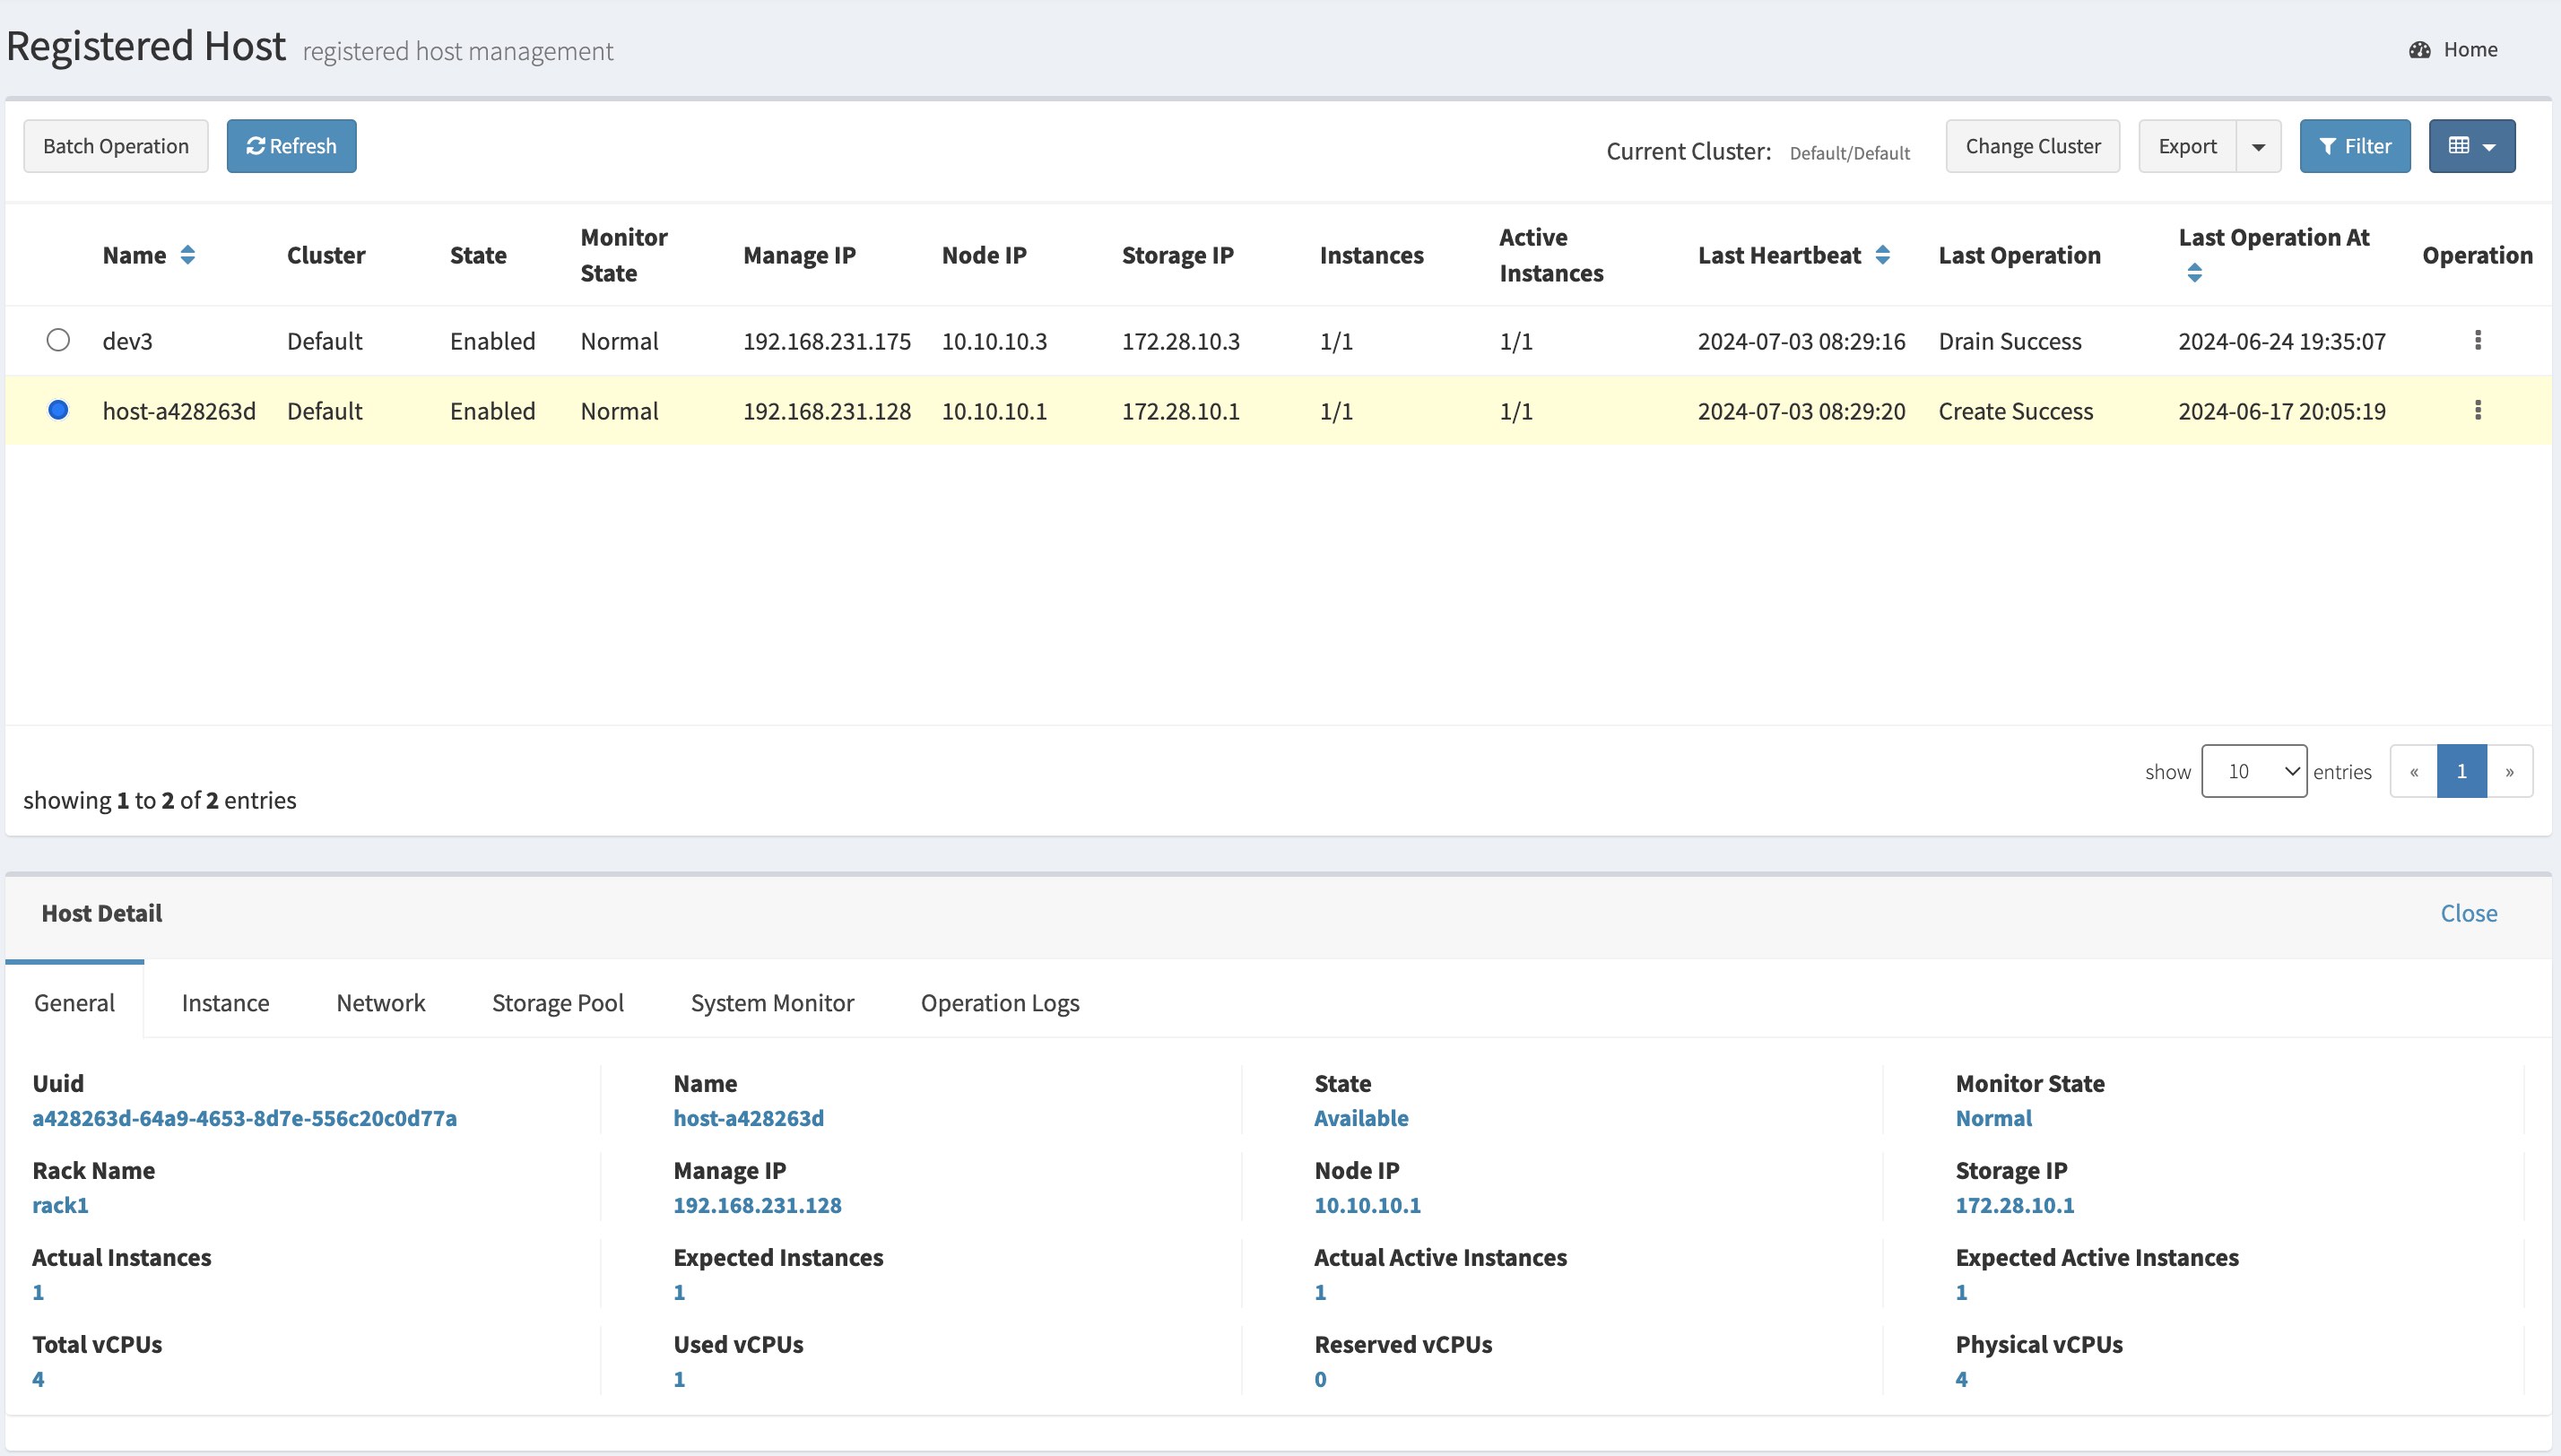 Registered Host registered host management
Home
Batch Operation Refresh Current Cluster: Default/Default Change Cluster Export Filter
Name Cluster State Monitor State Manage IP Node IP Storage IP Instances Active Instances Last Heartbeat Last Operation Last Operation At Operation
dev3 Default Enabled Normal 192.168.231.175 10.10.10.3 172.28.10.3 1/1 1/1 2024-07-03 08:29:16 Drain Success 2024-06-24 19:35:07
host-a428263d Default Enabled Normal 192.168.231.128 10.10.10.1 172.28.10.1 1/1 1/1 2024-07-03 08:29:20 Create Success 2024-06-17 20:05:19
show 10 entries « 1 »
showing 1 to 2 of 2 entries
Host Detail Close
General Instance Network Storage Pool System Monitor Operation Logs
Uuid Name State Monitor State
a428263d-64a9-4653-8d7e-556c20c0d77a host-a428263d Available Normal
Rack Name Manage IP Node IP Storage IP
rack1 192.168.231.128 10.10.10.1 172.28.10.1
Actual Instances Expected Instances Actual Active Instances Expected Active Instances
1 1 1 1
Total vCPUs Used vCPUs Reserved vCPUs Physical vCPUs
4 1 0 4